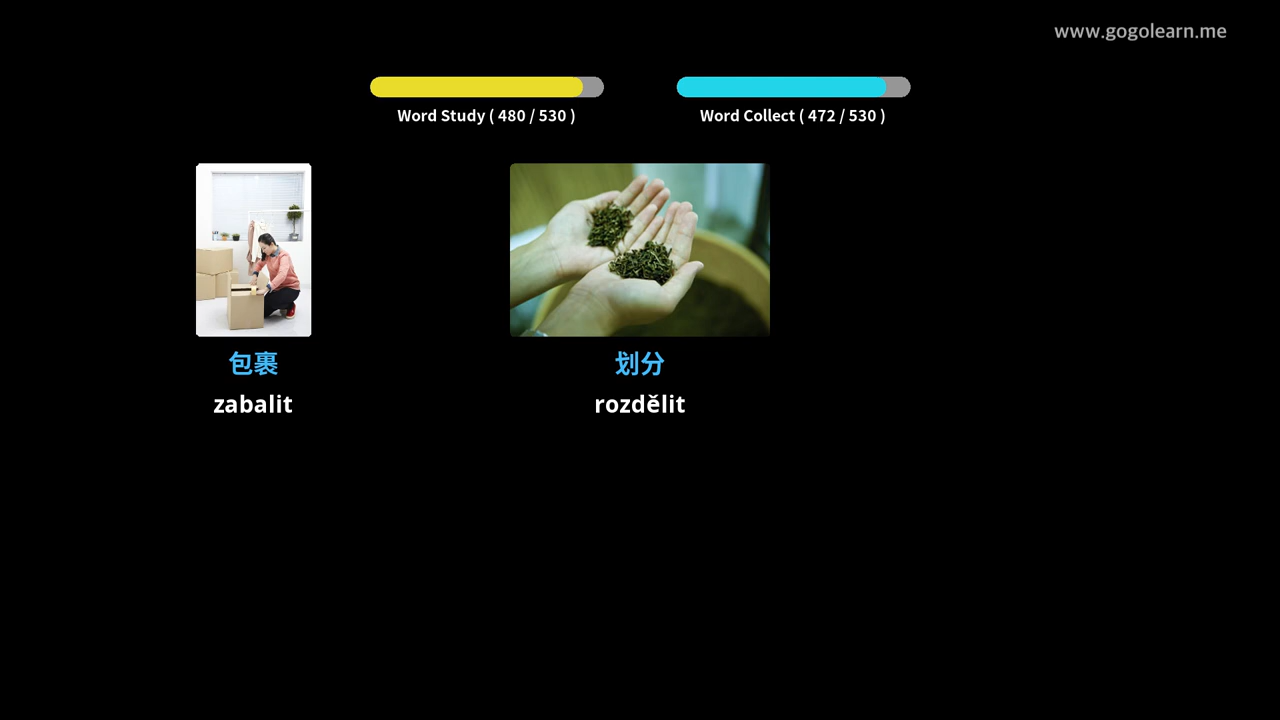 www.gogolearn.me
Word Study ( 480 / 530 )
Word Collect ( 472 / 530 )
包裹
zabalit
划分
rozdělit